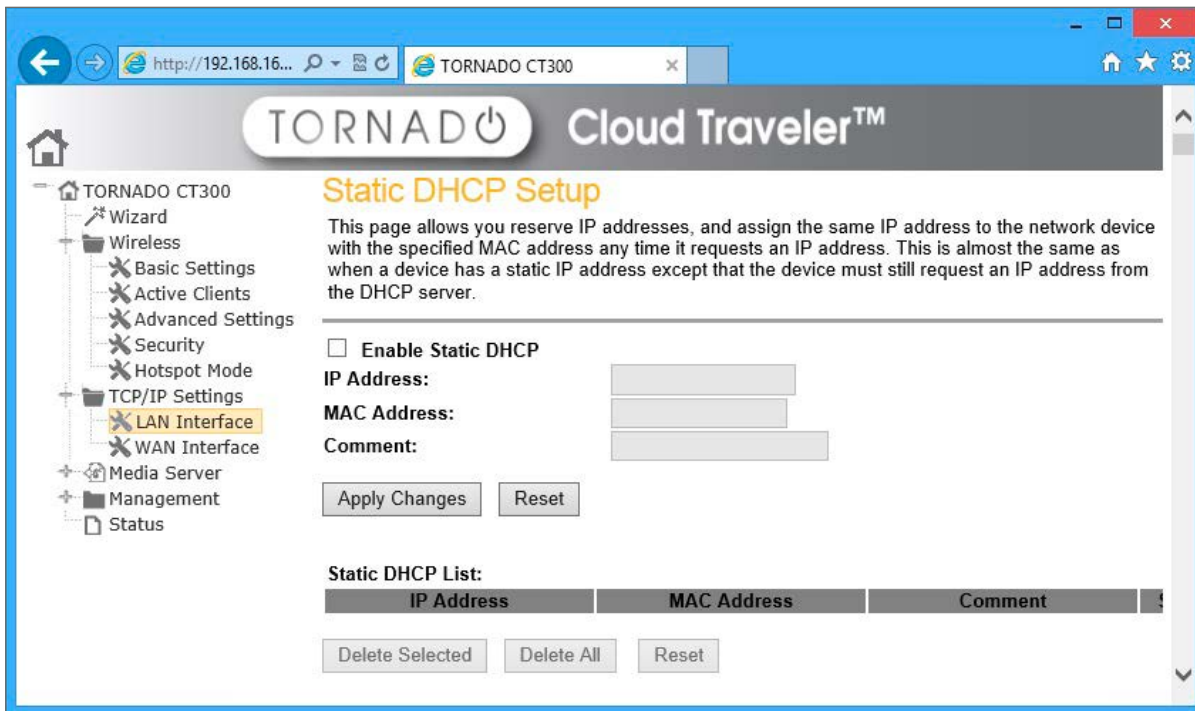 http://192.168.16...
TORNADO CT300
TORNADO
Cloud Traveler™
TORNADO CT300
Wizard
Wireless
Basic Settings
Active Clients
Advanced Settings
Security
Hotspot Mode
TCP/IP Settings
LAN Interface
WAN Interface
Media Server
Management
Status
Static DHCP Setup
This page allows you reserve IP addresses, and assign the same IP address to the network device
with the specified MAC address any time it requests an IP address. This is almost the same as
when a device has a static IP address except that the device must still request an IP address from
the DHCP server.
Enable Static DHCP
IP Address:
MAC Address:
Comment:
Apply Changes Reset
Static DHCP List:
IP Address MAC Address Comment
Delete Selected Delete All Reset